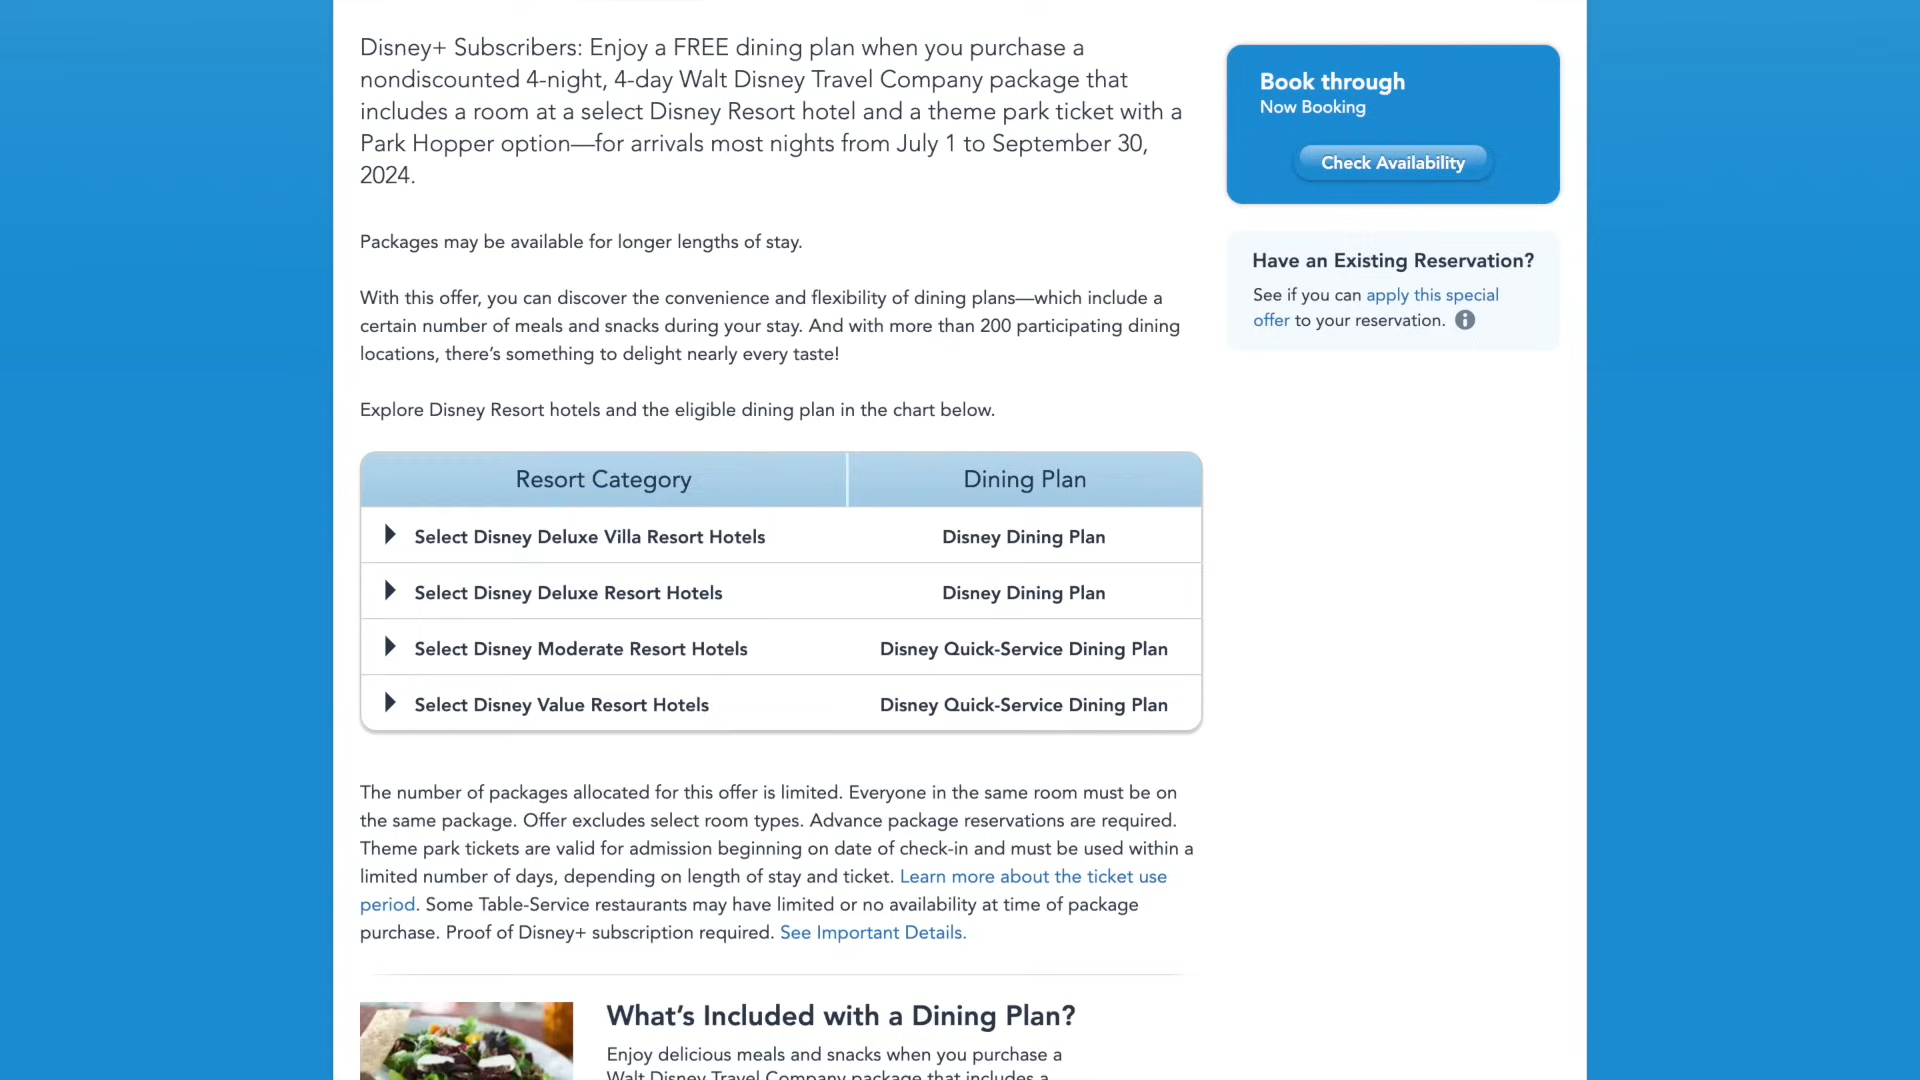 Disney+ Subscribers: Enjoy a FREE dining plan when you purchase a
nondiscounted 4-night, 4-day Walt Disney Travel Company package that
includes a room at a select Disney Resort hotel and a theme park ticket with a
Park Hopper option—for arrivals most nights from July 1 to September 30,
2024.
Packages may be available for longer lengths of stay.
With this offer, you can discover the convenience and flexibility of dining plans—which include a
certain number of meals and snacks during your stay. And with more than 200 participating dining
locations, there’s something to delight nearly every taste!
Explore Disney Resort hotels and the eligible dining plan in the chart below.
Resort Category Dining Plan
Select Disney Deluxe Villa Resort Hotels Disney Dining Plan
Select Disney Deluxe Resort Hotels Disney Dining Plan
Select Disney Moderate Resort Hotels Disney Quick-Service Dining Plan
Select Disney Value Resort Hotels Disney Quick-Service Dining Plan
The number of packages allocated for this offer is limited. Everyone in the same room must be on
the same package. Offer excludes select room types. Advance package reservations are required.
Theme park tickets are valid for admission beginning on date of check-in and must be used within a
limited number of days, depending on length of stay and ticket. Learn more about the ticket use
period. Some Table-Service restaurants may have limited or no availability at time of package
purchase. Proof of Disney+ subscription required. See Important Details.
What’s Included with a Dining Plan?
Enjoy delicious meals and snacks when you purchase a
Walt Disney Travel Company package that includes a
Book through
Now Booking
Check Availability
Have an Existing Reservation?
See if you can apply this special
offer to your reservation.